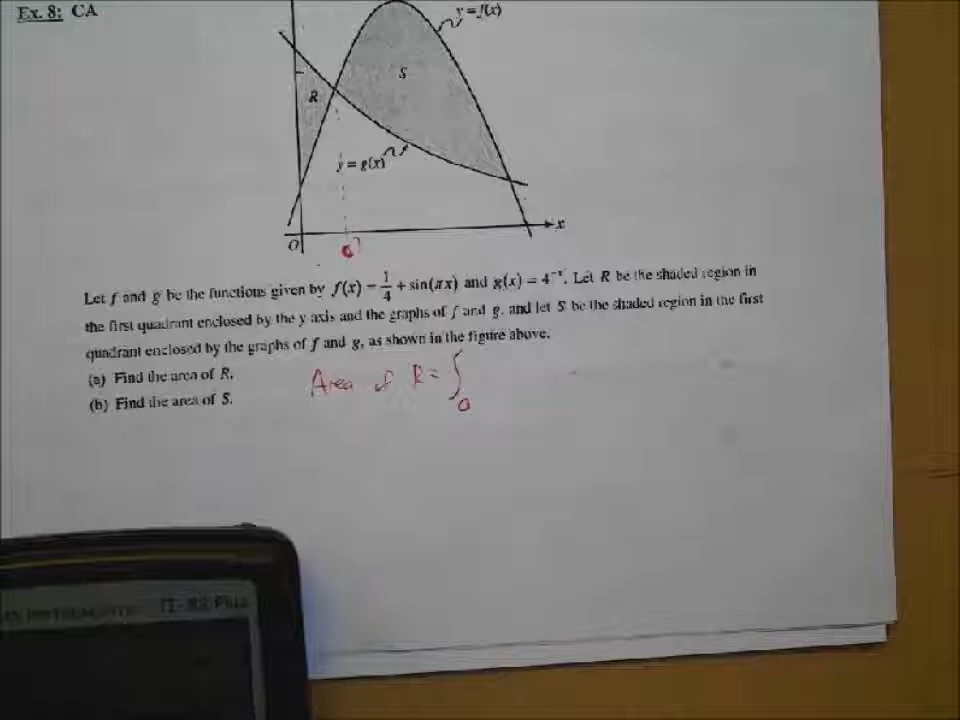 Ex. 8: CA
y = f(x)
S
R
y = g(x)
O
x
a
Let f and g be the functions given by f(x) = 1/4 + sin(πx) and g(x) = 4⁻ˣ. Let R be the shaded region in
the first quadrant enclosed by the y axis and the graphs of f and g, and let S be the shaded region in the first
quadrant enclosed by the graphs of f and g, as shown in the figure above.
(a) Find the area of R.
Area of R = ∫
0
(b) Find the area of S.
Plus